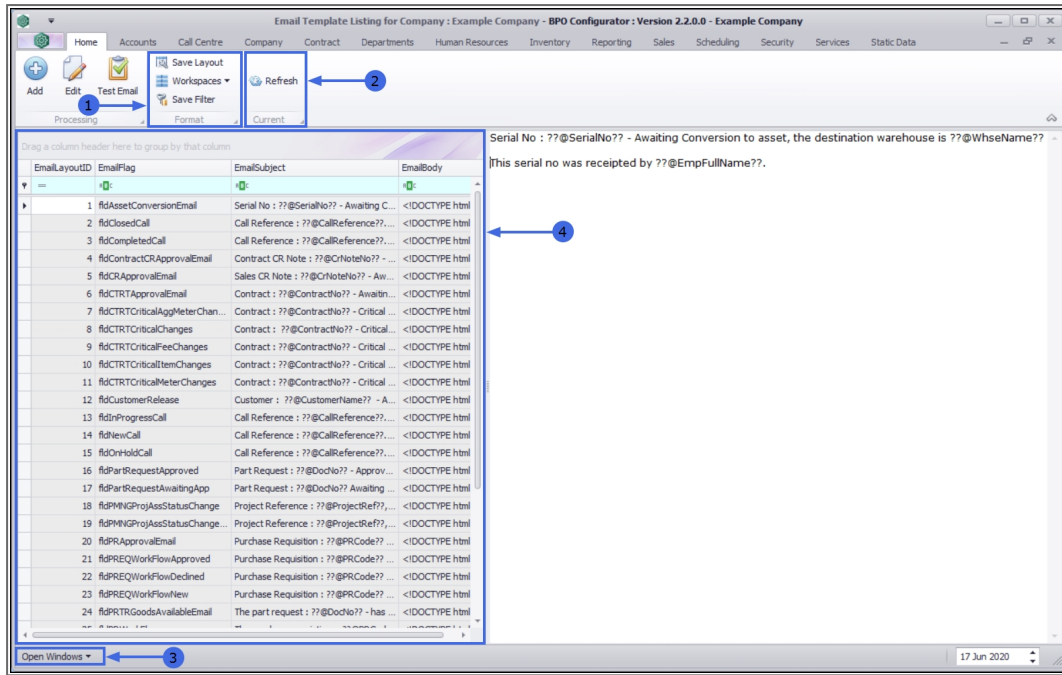 Email Template Listing for Company : Example Company - BPO Configurator : Version 2.2.0.0 - Example Company
Home Accounts Call Centre Company Contract Departments Human Resources Inventory Reporting Sales Scheduling Security Services Static Data
Save Layout
Workspaces
Save Filter
Refresh
Add Edit Test Email
Processing Format Current
1
2
Drag a column header here to group by that column
EmailLayoutID EmailFlag EmailSubject EmailBody
1 fldAssetConversionEmail Serial No : ??@SerialNo?? - Awaiting C... <!DOCTYPE html
2 fldClosedCall Call Reference : ??@CallReference??.... <!DOCTYPE html
3 fldCompletedCall Call Reference : ??@CallReference??.... <!DOCTYPE html
4 fldContractCRApprovalEmail Contract CR Note : ??@CrNoteNo?? - ... <!DOCTYPE html
5 fldCRApprovalEmail Sales CR Note : ??@CrNoteNo?? - Aw... <!DOCTYPE html
6 fldCTRTApprovalEmail Contract : ??@ContractNo?? - Awaitin... <!DOCTYPE html
7 fldCTRTCriticalAggMeterChan... Contract : ??@ContractNo?? - Critical ... <!DOCTYPE html
8 fldCTRTCriticalChanges Contract : ??@ContractNo?? - Critical... <!DOCTYPE html
9 fldCTRTCriticalFeeChanges Contract : ??@ContractNo?? - Critical ... <!DOCTYPE html
10 fldCTRTCriticalItemChanges Contract : ??@ContractNo?? - Critical ... <!DOCTYPE html
11 fldCTRTCriticalMeterChanges Contract : ??@ContractNo?? - Critical ... <!DOCTYPE html
12 fldCustomerRelease Customer : ??@CustomerName?? - A... <!DOCTYPE html
13 fldInProgressCall Call Reference : ??@CallReference??.... <!DOCTYPE html
14 fldNewCall Call Reference : ??@CallReference??.... <!DOCTYPE html
15 fldOnHoldCall Call Reference : ??@CallReference??.... <!DOCTYPE html
16 fldPartRequestApproved Part Request : ??@DocNo?? - Approv... <!DOCTYPE html
17 fldPartRequestAwaitingApp Part Request : ??@DocNo?? Awaiting ... <!DOCTYPE html
18 fldPMNGProjAssStatusChange Project Reference : ??@ProjectRef??,... <!DOCTYPE html
19 fldPMNGProjAssStatusChange... Project Reference : ??@ProjectRef??,... <!DOCTYPE html
20 fldPRApprovalEmail Purchase Requisition : ??@PRCode?? ... <!DOCTYPE html
21 fldPREQWorkFlowApproved Purchase Requisition : ??@PRCode?? ... <!DOCTYPE html
22 fldPREQWorkFlowDeclined Purchase Requisition : ??@PRCode?? ... <!DOCTYPE html
23 fldPREQWorkFlowNew Purchase Requisition : ??@PRCode?? ... <!DOCTYPE html
24 fldPRTRGoodsAvailableEmail The part request : ??@DocNo?? - has ... <!DOCTYPE html
Serial No : ??@SerialNo?? - Awaiting Conversion to asset, the destination warehouse is ??@WhseName??
This serial no was receipted by ??@EmpFullName??.
4
Open Windows
3
17 Jun 2020